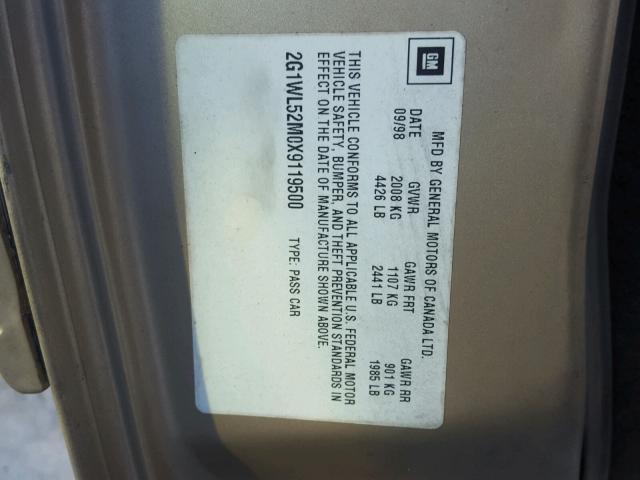 GM
MFD BY GENERAL MOTORS OF CANADA LTD.
DATE GVWR GAWR FRT GAWR RR
09/98 2008 KG 1107 KG 901 KG
4426 LB 2441 LB 1985 LB
THIS VEHICLE CONFORMS TO ALL APPLICABLE U.S. FEDERAL MOTOR
VEHICLE SAFETY, BUMPER, AND THEFT PREVENTION STANDARDS IN
EFFECT ON THE DATE OF MANUFACTURE SHOWN ABOVE.
2G1WL52M0X9119500 TYPE: PASS CAR